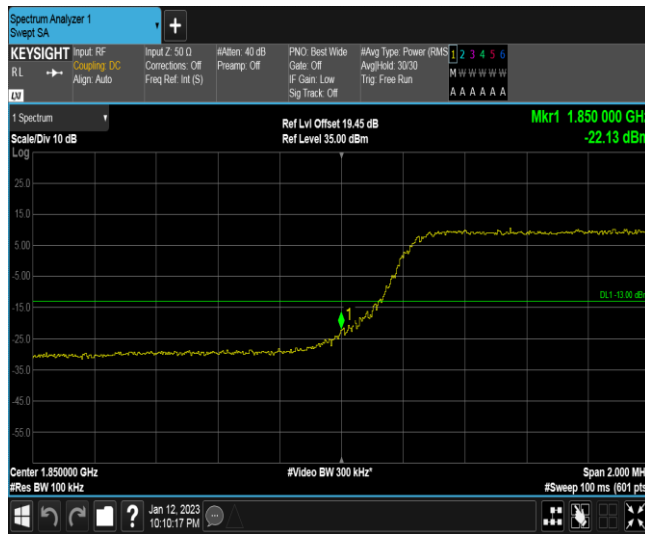 Spectrum Analyzer 1
Swept SA
+
KEYSIGHT
RL
LXI
Input: RF
Coupling: DC
Align: Auto
Input Z: 50 Ω
Corrections: Off
Freq Ref: Int (S)
#Atten: 40 dB
Preamp: Off
PNO: Best Wide
Gate: Off
IF Gain: Low
Sig Track: Off
#Avg Type: Power (RMS
Avg|Hold: 30/30
Trig: Free Run
1 2 3 4 5 6
M W W W W W
A A A A A A
1 Spectrum
Scale/Div 10 dB
Log
Ref Lvl Offset 19.45 dB
Ref Level 35.00 dBm
Mkr1 1.850 000 GHz
-22.13 dBm
25.0
15.0
5.00
-5.00
-15.0
-25.0
-35.0
-45.0
-55.0
1
DL1 -13.00 dBm
Center 1.850000 GHz
#Res BW 100 kHz
#Video BW 300 kHz*
Span 2.000 MH
#Sweep 100 ms (601 pts
?
Jan 12, 2023
10:10:17 PM